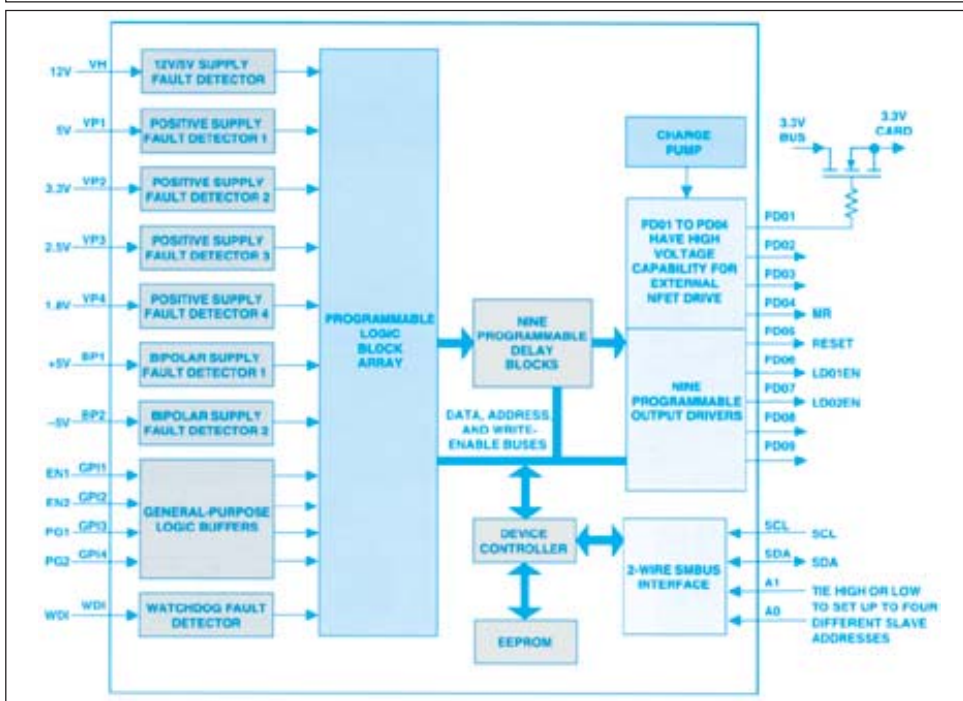 12V VH
12V/5V SUPPLY
FAULT DETECTOR
5V VP1
POSITIVE SUPPLY
FAULT DETECTOR 1
3.3V VP2
POSITIVE SUPPLY
FAULT DETECTOR 2
2.5V VP3
POSITIVE SUPPLY
FAULT DETECTOR 3
1.8V VP4
POSITIVE SUPPLY
FAULT DETECTOR 4
+5V BP1
BIPOLAR SUPPLY
FAULT DETECTOR 1
–5V BP2
BIPOLAR SUPPLY
FAULT DETECTOR 2
EN1 GPI1
EN2 GPI2
PG1 GPI3
PG2 GPI4
GENERAL-PURPOSE
LOGIC BUFFERS
WDI WDI
WATCHDOG FAULT
DETECTOR
PROGRAMMABLE
LOGIC
BLOCK
ARRAY
NINE
PROGRAMMABLE
DELAY
BLOCKS
DATA, ADDRESS,
AND WRITE-
ENABLE BUSES
DEVICE
CONTROLLER
EEPROM
CHARGE
PUMP
PD01 TO PD04
HAVE HIGH
VOLTAGE
CAPABILITY FOR
EXTERNAL
NFET DRIVE
NINE
PROGRAMMABLE
OUTPUT DRIVERS
2-WIRE SMBUS
INTERFACE
3.3V
BUS
3.3V
CARD
PD01
PD02
PD03
PD04 MR
PD05 RESET
PD06 LD01EN
PD07 LD02EN
PD08
PD09
SCL SCL
SDA SDA
A1
A0
TIE HIGH OR LOW
TO SET UP TO FOUR
DIFFERENT SLAVE
ADDRESSES